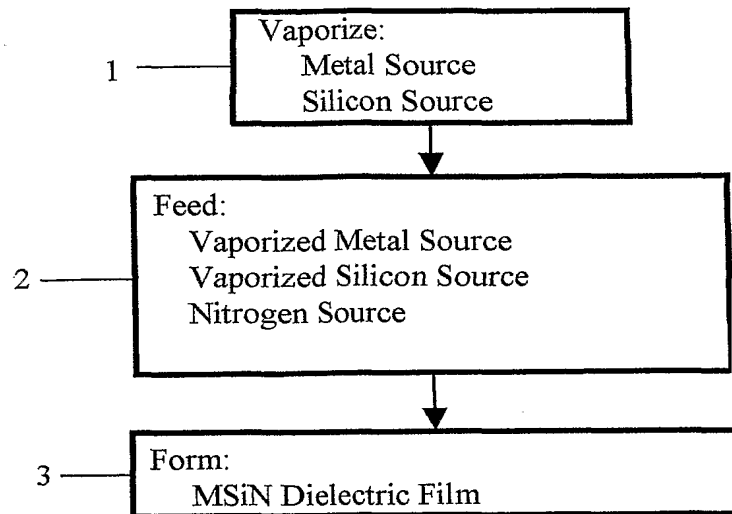 1
Vaporize:
Metal Source
Silicon Source
2
Feed:
Vaporized Metal Source
Vaporized Silicon Source
Nitrogen Source
3
Form:
MSiN Dielectric Film